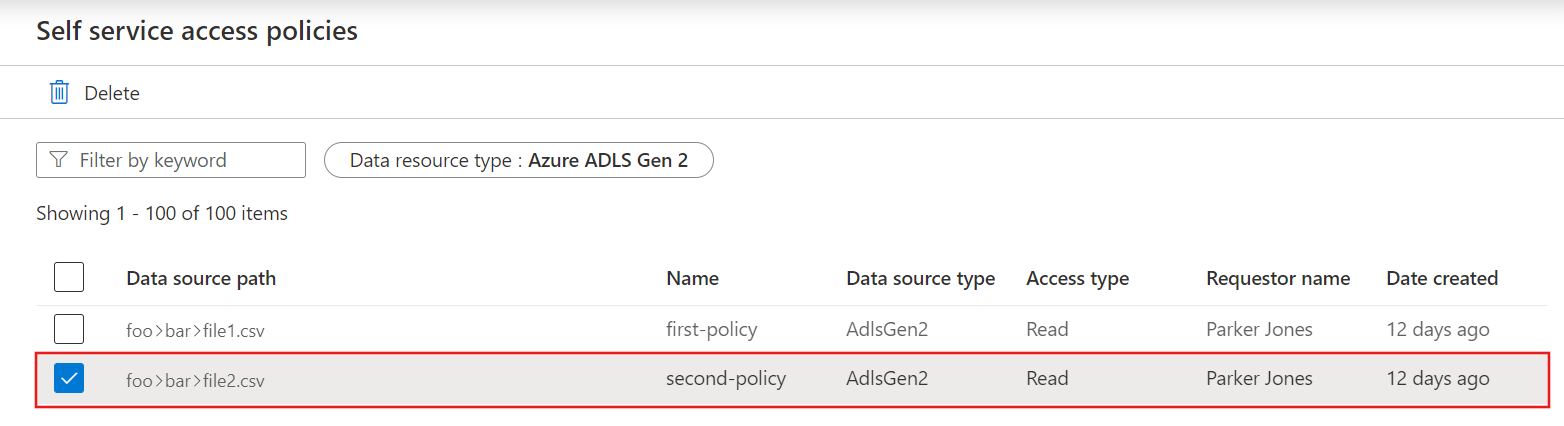 Self service access policies
Delete
Filter by keyword Data resource type : Azure ADLS Gen 2
Showing 1 - 100 of 100 items
Data source path Name Data source type Access type Requestor name Date created
foo>bar>file1.csv first-policy AdlsGen2 Read Parker Jones 12 days ago
foo>bar>file2.csv second-policy AdlsGen2 Read Parker Jones 12 days ago